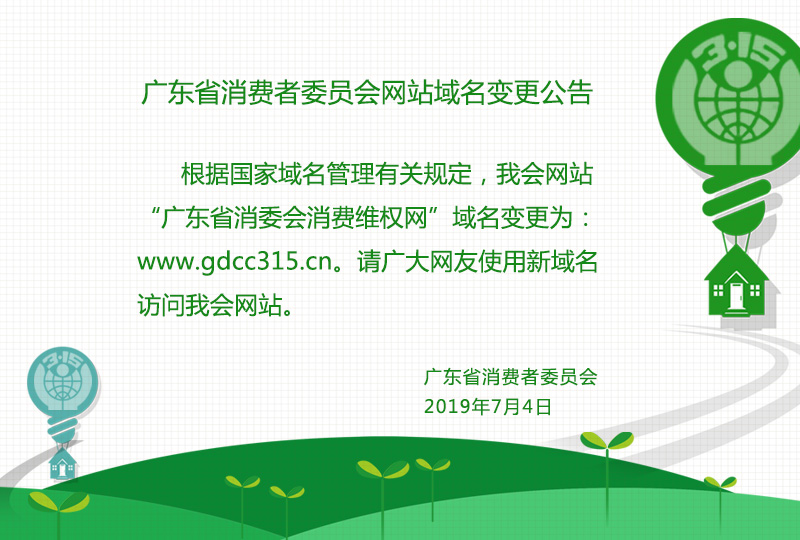 广东省消费者委员会网站域名变更公告
根据国家域名管理有关规定，我会网站
“广东省消委会消费维权网”域名变更为：
www.gdcc315.cn。请广大网友使用新域名
访问我会网站。
广东省消费者委员会
2019年7月4日
3·15
3·15